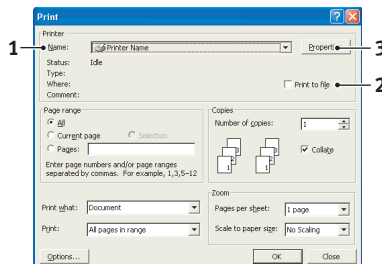 Print
Printer
1 Name: Printer Name Properti 3
Status: Idle
Type:
Where: Print to file 2
Comment:
Page range
All
Current page Selection
Pages:
Enter page numbers and/or page ranges
separated by commas. For example, 1,3,5-12
Copies
Number of copies: 1
Collate
Print what: Document
Print: All pages in range
Zoom
Pages per sheet: 1 page
Scale to paper size: No Scaling
Options... OK Close